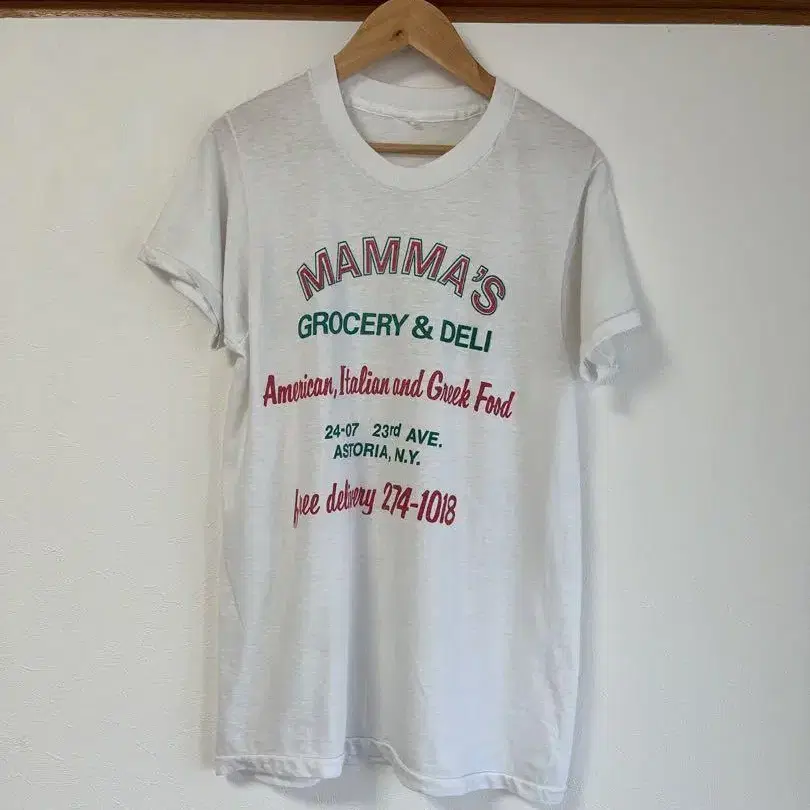 MAMMA'S
GROCERY & DELI
American, Italian and Greek Food
24-07 23rd AVE.
ASTORIA, N.Y.
free delivery 274-1018